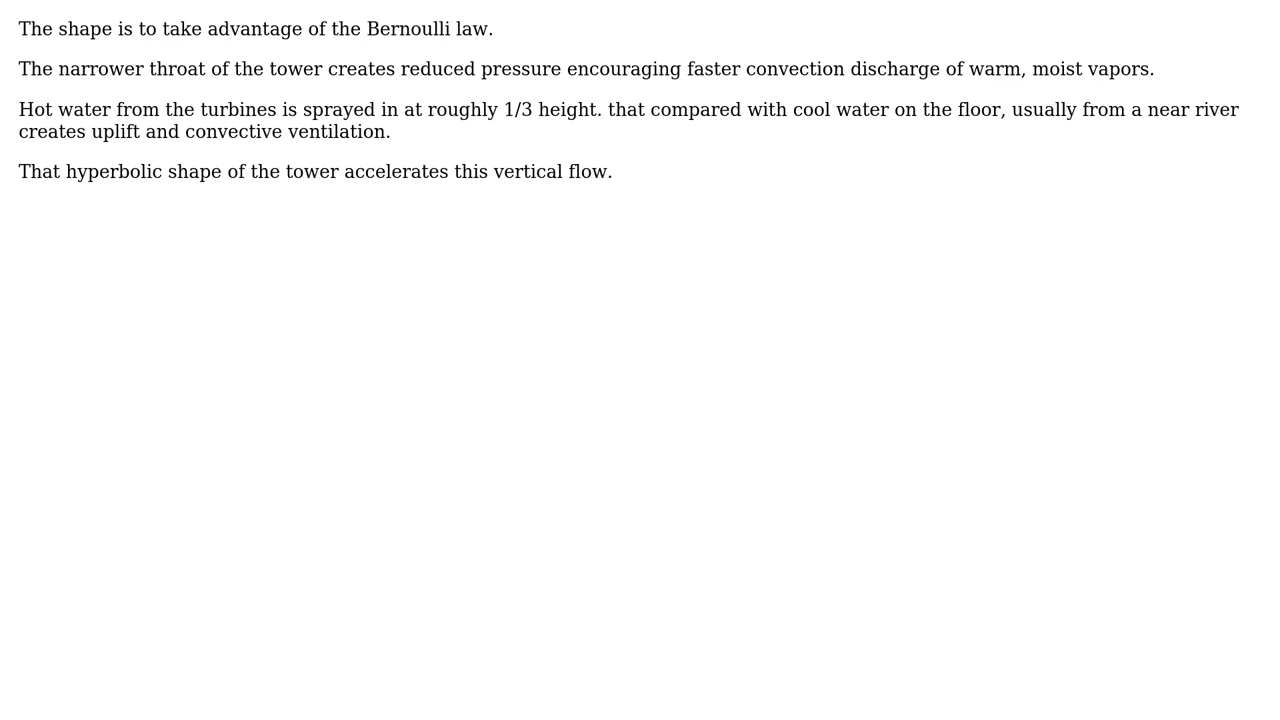 The shape is to take advantage of the Bernoulli law.
The narrower throat of the tower creates reduced pressure encouraging faster convection discharge of warm, moist vapors.
Hot water from the turbines is sprayed in at roughly 1/3 height. that compared with cool water on the floor, usually from a near river
creates uplift and convective ventilation.
That hyperbolic shape of the tower accelerates this vertical flow.